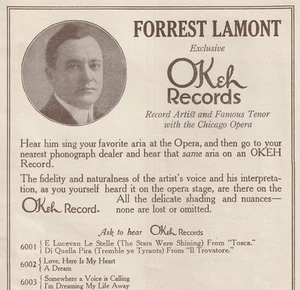 FORREST LAMONT
Exclusive
OKeh
Records
Record Artist and Famous Tenor
with the Chicago Opera
Hear him sing your favorite aria at the Opera, and then go to your
nearest phonograph dealer and hear that same aria on an OKEH
Record.
The fidelity and naturalness of the artist's voice and his interpreta-
tion, as you yourself heard it on the opera stage, are there on the
OKeh Record. All the delicate shading and nuances—
none are lost or omitted.
Ask to hear OKeh Records
6001 { E Lucevan Le Stelle (The Stars Were Shining) From "Tosca."
Di Quella Pira (Tremble ye Tyrants) From "Il Trovatore."
6002 { Love, Here Is My Heart
A Dream
6003 { Somewhere a Voice is Calling
I'm Dreaming My Life Away